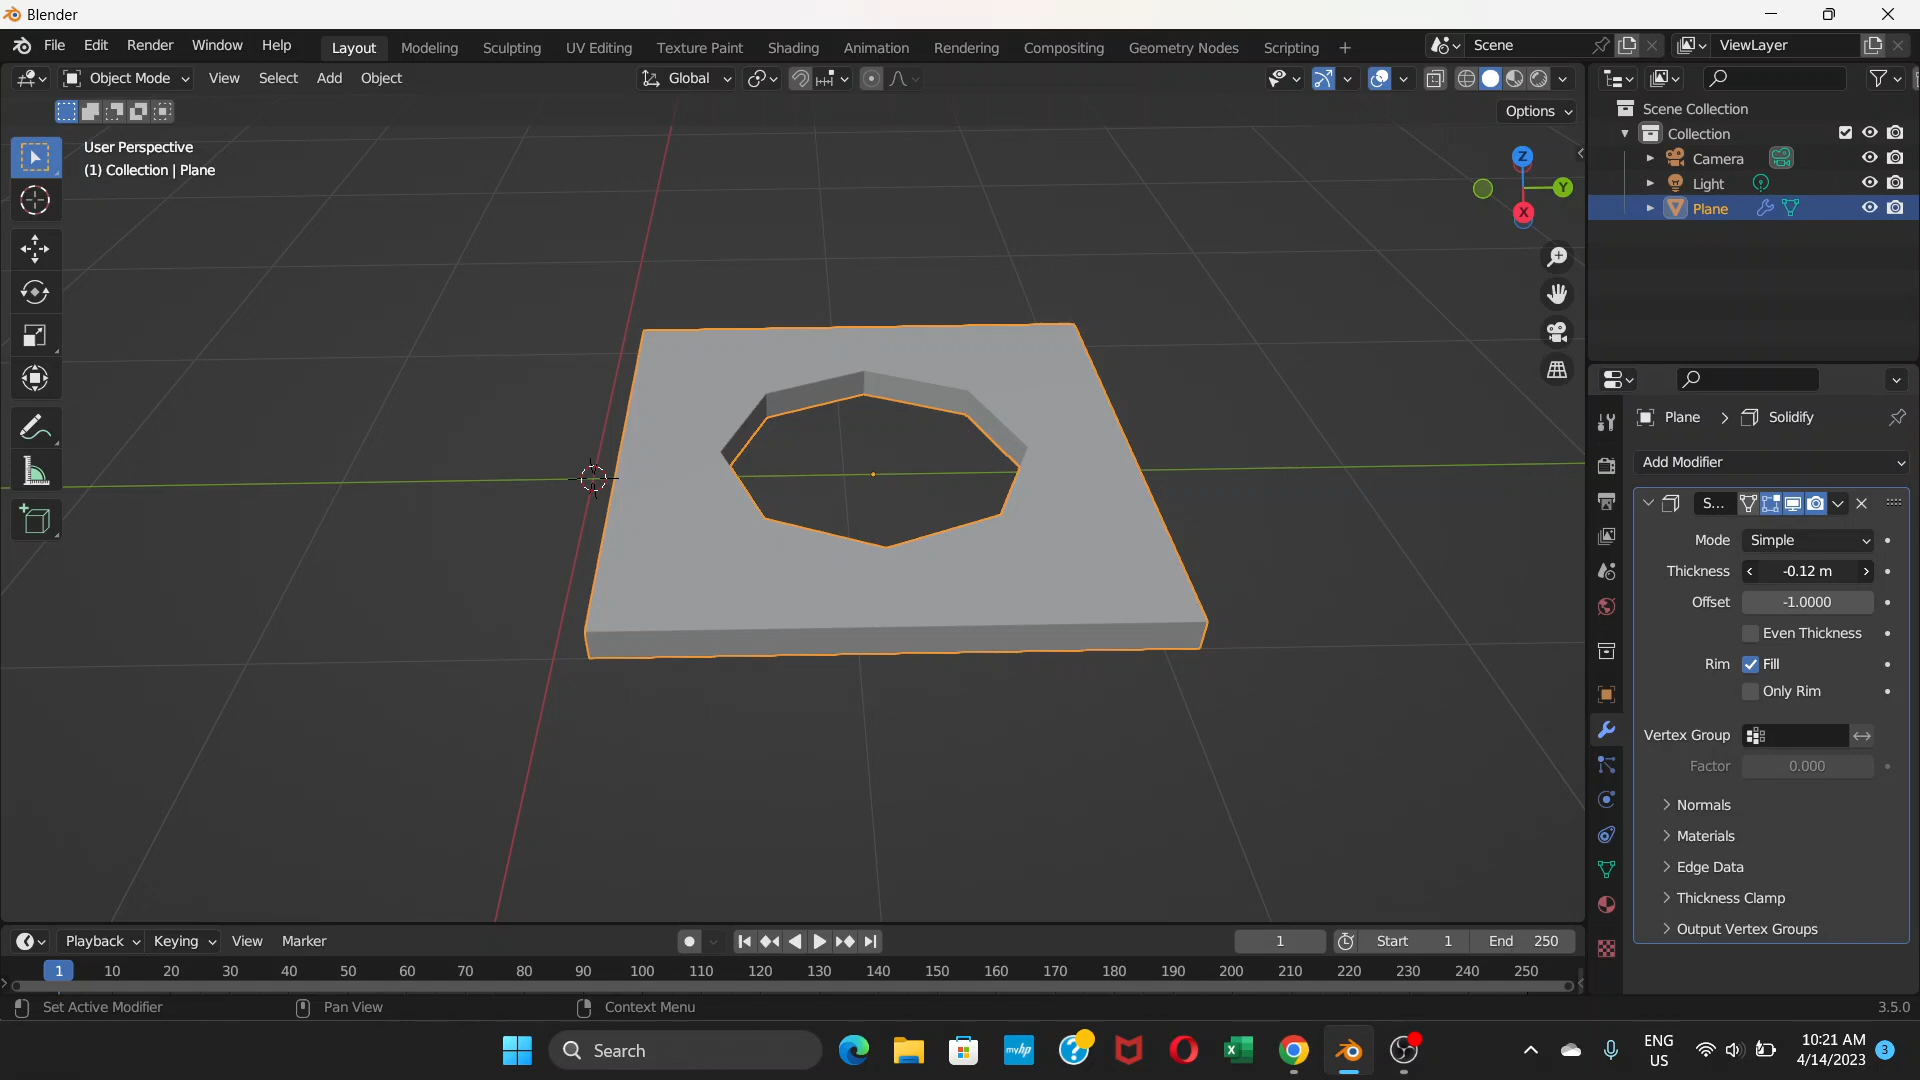 Blender
File Edit Render Window Help
Layout Modeling Sculpting UV Editing Texture Paint Shading Animation Rendering Compositing Geometry Nodes Scripting +
Scene
ViewLayer
Object Mode View Select Add Object
Global
Options
User Perspective
(1) Collection | Plane
Z
Y
X
Scene Collection
Collection
Camera
Light
Plane
Plane > Solidify
Add Modifier
S...
Mode Simple
Thickness -0.12 m
Offset -1.0000
Even Thickness
Rim Fill
Only Rim
Vertex Group
Factor 0.000
Normals
Materials
Edge Data
Thickness Clamp
Output Vertex Groups
Playback Keying View Marker
1
Start 1
End 250
1 10 20 30 40 50 60 70 80 90 100 110 120 130 140 150 160 170 180 190 200 210 220 230 240 250
Set Active Modifier
Pan View
Context Menu
3.5.0
Search
myhp
ENG
US
10:21 AM
4/14/2023
3